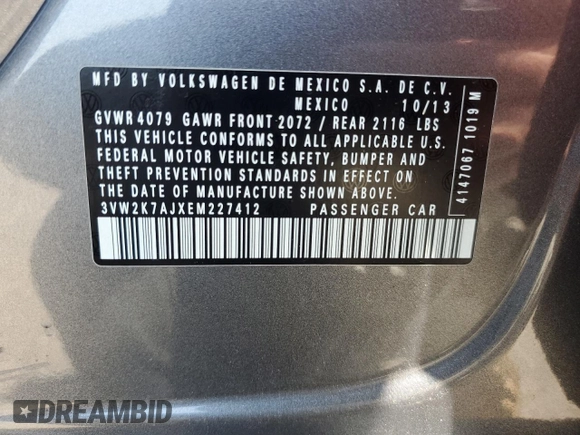 MFD BY VOLKSWAGEN DE MEXICO S.A. DE C.V.
MEXICO 10/13
GVWR 4079 GAWR FRONT 2072 / REAR 2116 LBS
THIS VEHICLE CONFORMS TO ALL APPLICABLE U.S.
FEDERAL MOTOR VEHICLE SAFETY, BUMPER AND
THEFT PREVENTION STANDARDS IN EFFECT ON
THE DATE OF MANUFACTURE SHOWN ABOVE.
3VW2K7AJXEM227412 PASSENGER CAR
4147067 1019 M
DREAMBID